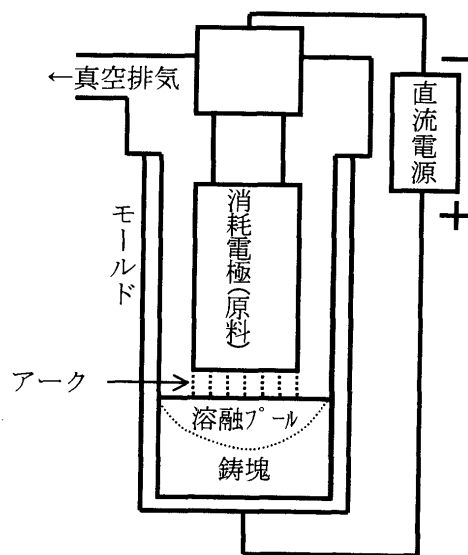 ←真空排気
直流電源
−
+
モールド
消耗電極(原料)
アーク
溶融プール
鋳塊